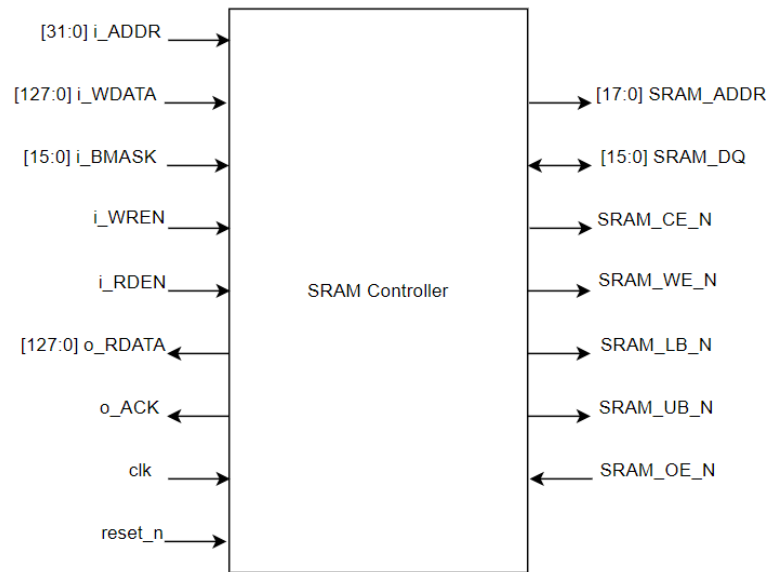 [31:0] i_ADDR
[127:0] i_WDATA
[15:0] i_BMASK
i_WREN
i_RDEN
[127:0] o_RDATA
o_ACK
clk
reset_n
SRAM Controller
[17:0] SRAM_ADDR
[15:0] SRAM_DQ
SRAM_CE_N
SRAM_WE_N
SRAM_LB_N
SRAM_UB_N
SRAM_OE_N